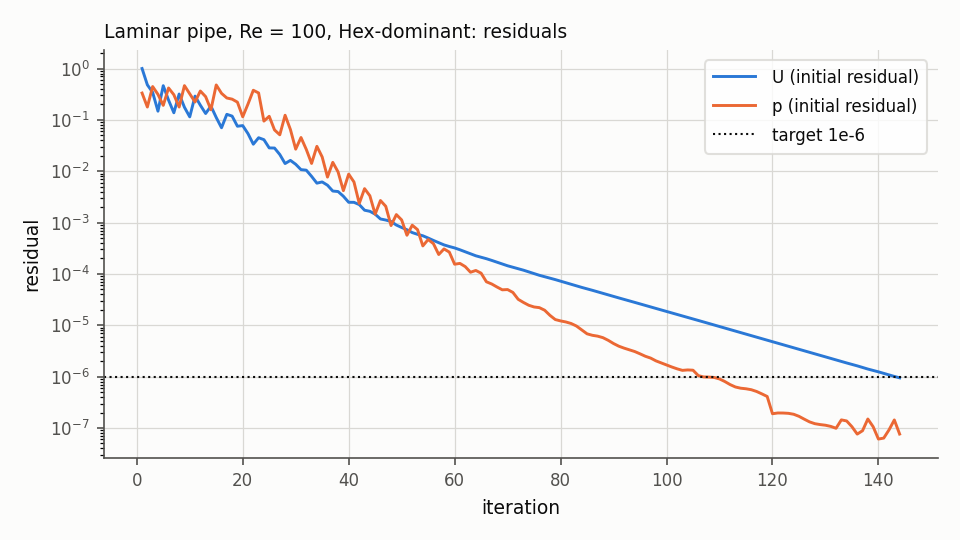 Laminar pipe, Re = 100, Hex-dominant: residuals
U (initial residual)
p (initial residual)
target 1e-6
residual
10⁰
10⁻¹
10⁻²
10⁻³
10⁻⁴
10⁻⁵
10⁻⁶
10⁻⁷
0 20 40 60 80 100 120 140
iteration